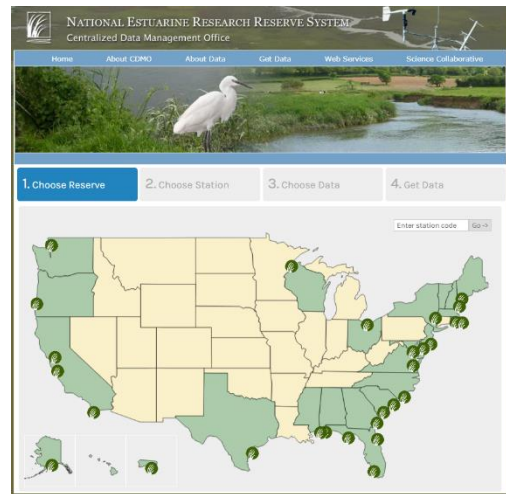 NATIONAL ESTUARINE RESEARCH RESERVE SYSTEM
Centralized Data Management Office
Home About CDMO About Data Get Data Web Services Science Collaborative
1. Choose Reserve 2. Choose Station 3. Choose Data 4. Get Data
Enter station code Go ->